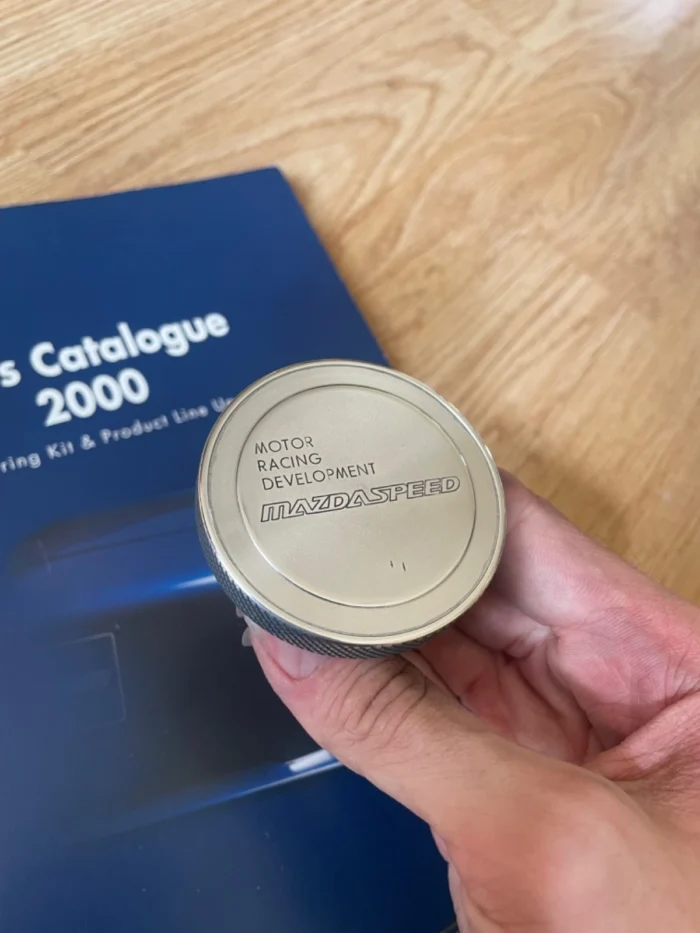 s Catalogue
2000
ring Kit & Product Line U
MOTOR
RACING
DEVELOPMENT
MAZDASPEED